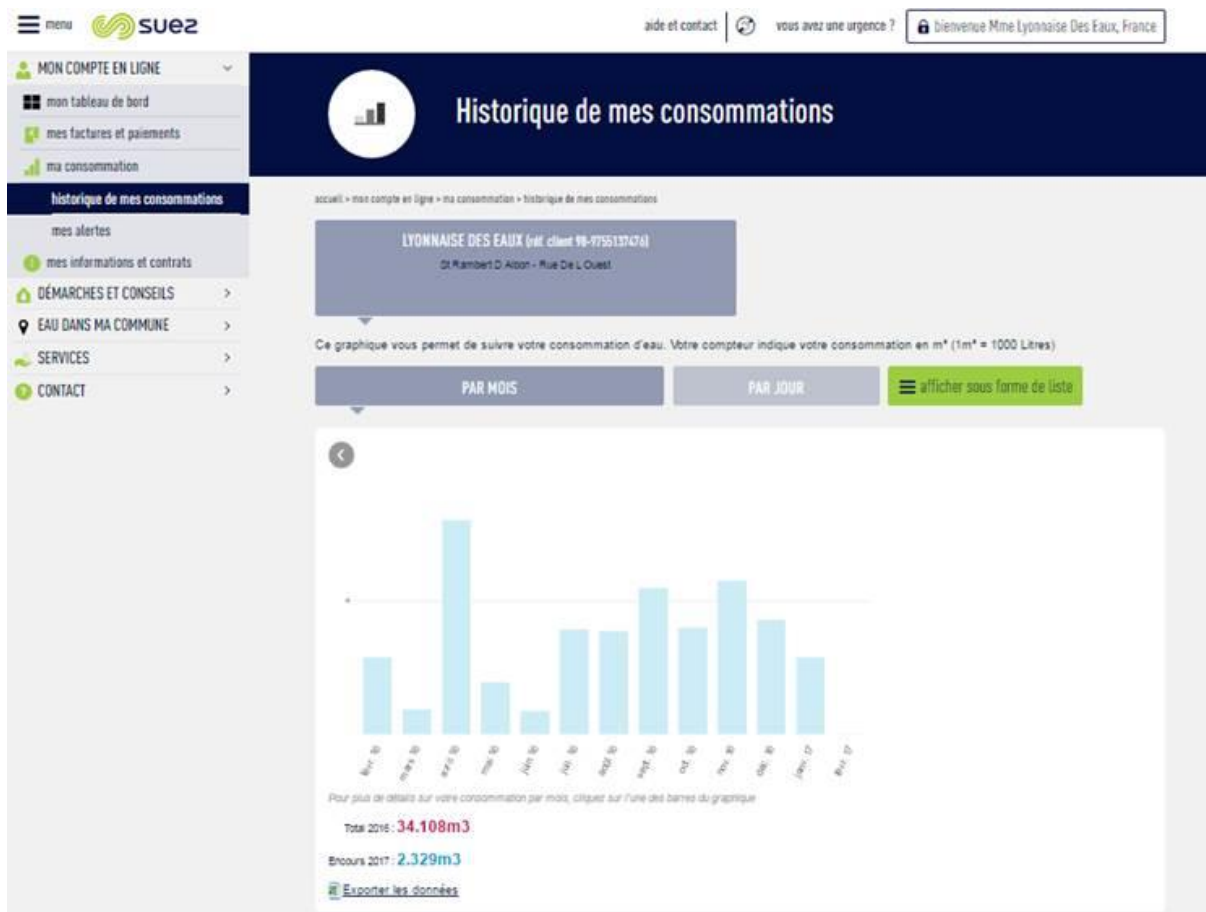 menu suez
aide et contact vous avez une urgence ? bienvenue Mme Lyonnaise Des Eaux, France
MON COMPTE EN LIGNE
mon tableau de bord
mes factures et paiements
ma consommation
historique de mes consommations
mes alertes
mes informations et contrats
DÉMARCHES ET CONSEILS
EAU DANS MA COMMUNE
SERVICES
CONTACT
Historique de mes consommations
accueil > mon compte en ligne > ma consommation > historique de mes consommations
LYONNAISE DES EAUX (réf. client 98-9755137476)
St Rambert D Albon - Rue De L Ouest
Ce graphique vous permet de suivre votre consommation d'eau. Votre compteur indique votre consommation en m³ (1m³ = 1000 Litres)
PAR MOIS
PAR JOUR
afficher sous forme de liste
Pour plus de détails sur votre consommation par mois, cliquez sur l'une des barres du graphique
Total 2016 : 34.108m3
Encours 2017 : 2.329m3
Exporter les données